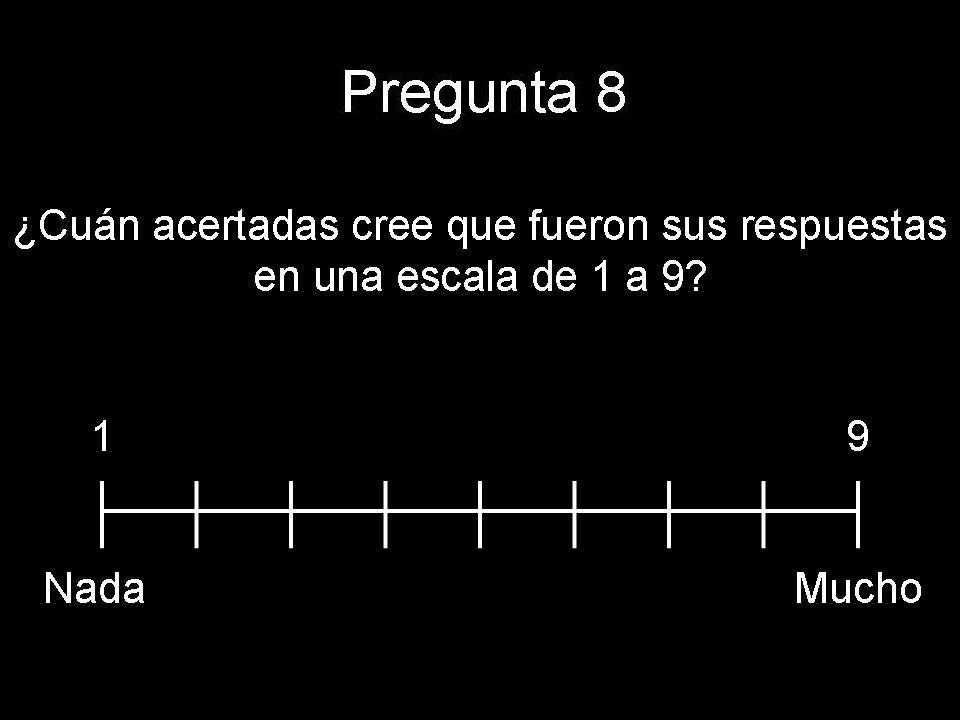 Pregunta 8
¿Cuán acertadas cree que fueron sus respuestas
en una escala de 1 a 9?
1 9
Nada Mucho